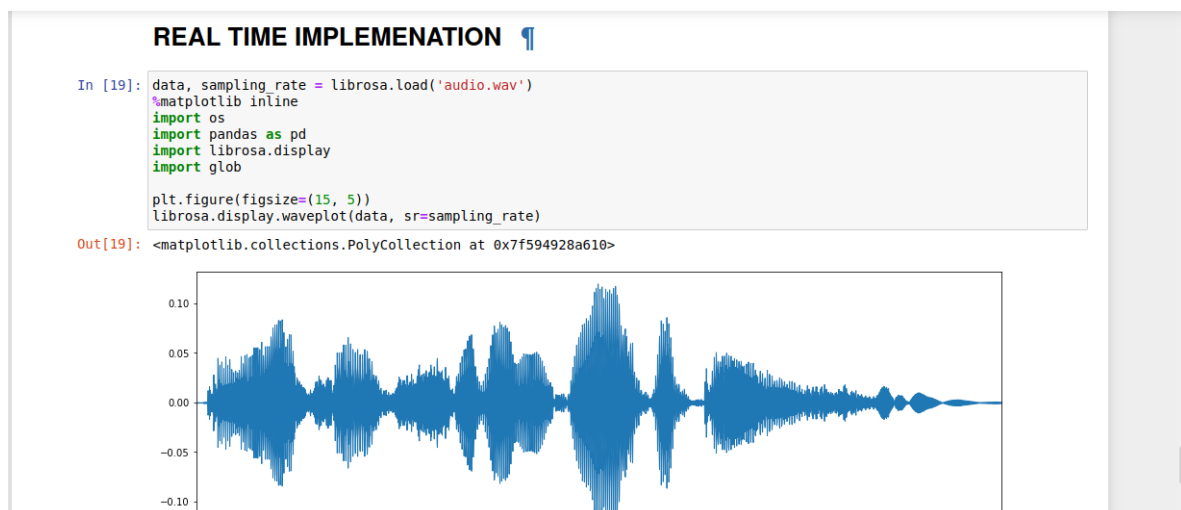 REAL TIME IMPLEMENATION ¶
In [19]: data, sampling_rate = librosa.load('audio.wav')
%matplotlib inline
import os
import pandas as pd
import librosa.display
import glob
plt.figure(figsize=(15, 5))
librosa.display.waveplot(data, sr=sampling_rate)
Out[19]: <matplotlib.collections.PolyCollection at 0x7f594928a610>
0.10
0.05
0.00
−0.05
−0.10